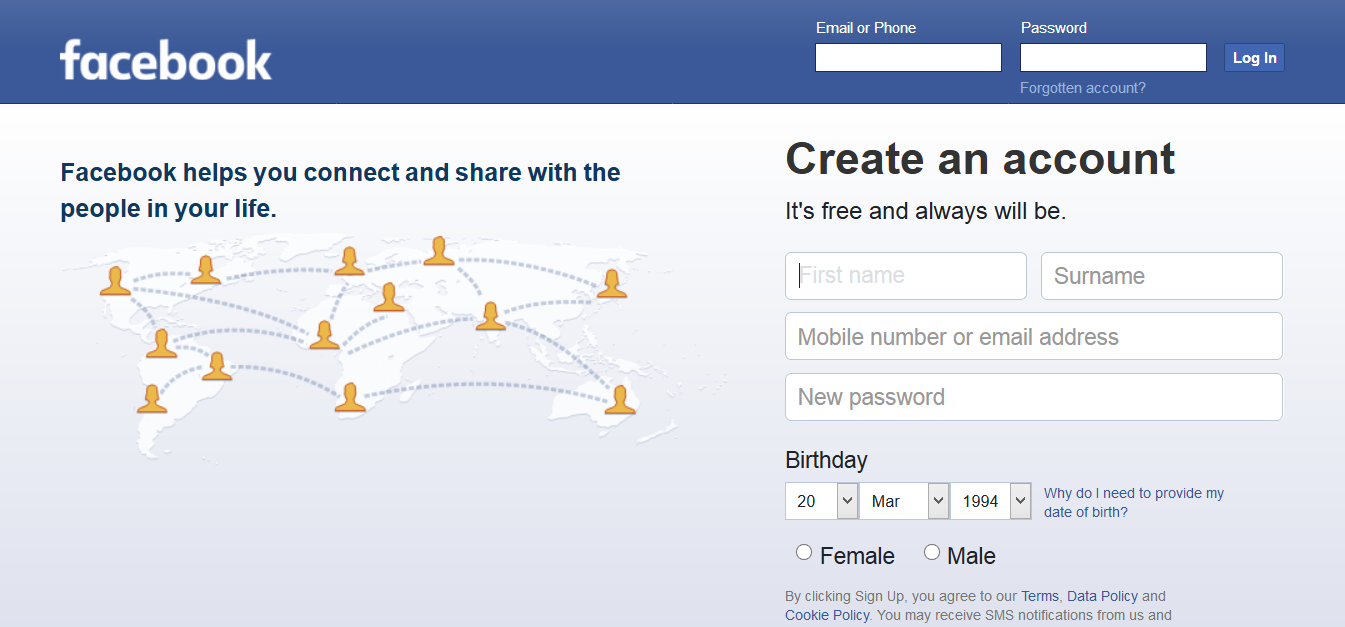 facebook
Email or Phone
Password
Log In
Forgotten account?
Facebook helps you connect and share with the
people in your life.
Create an account
It's free and always will be.
First name
Surname
Mobile number or email address
New password
Birthday
20
Mar
1994
Why do I need to provide my
date of birth?
Female
Male
By clicking Sign Up, you agree to our Terms, Data Policy and
Cookie Policy. You may receive SMS notifications from us and